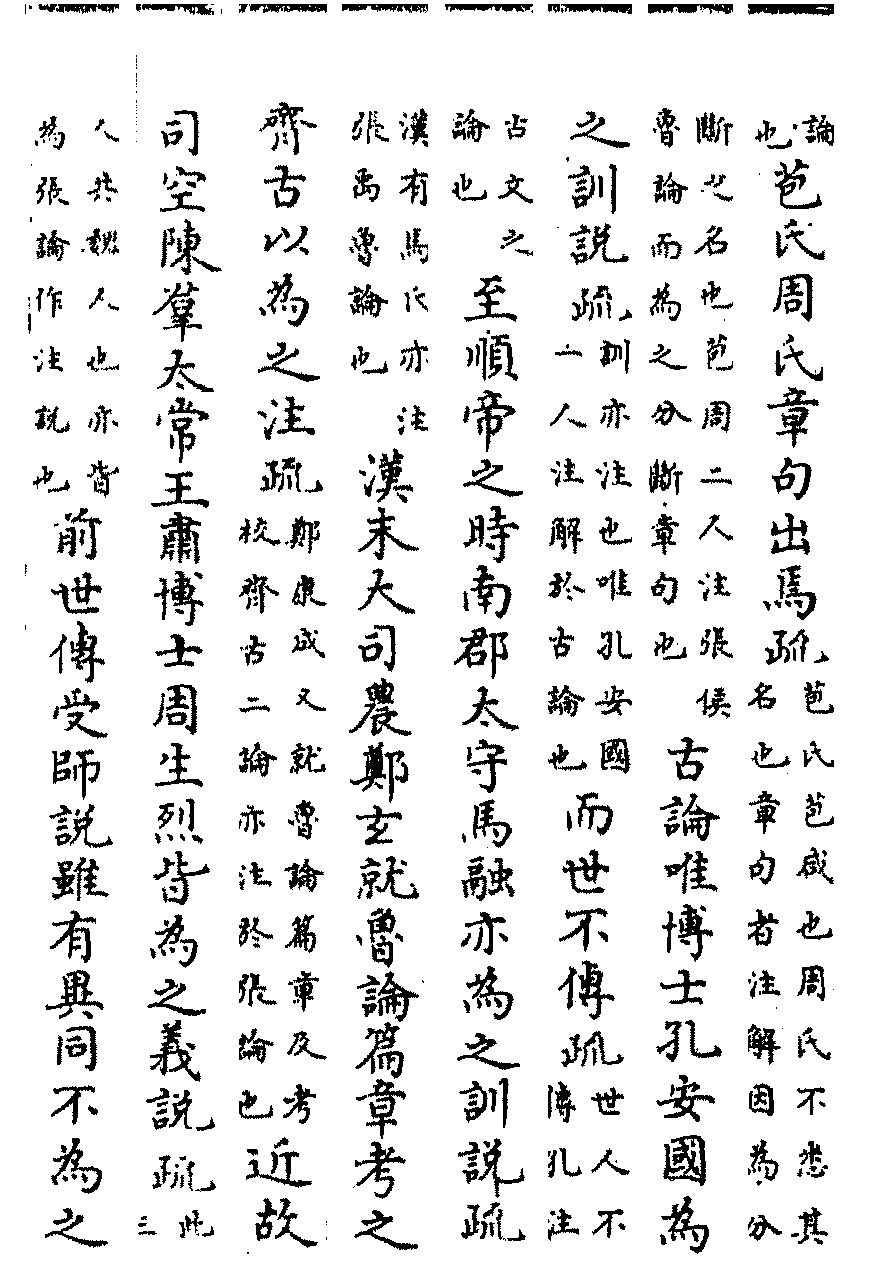 論也苞氏周氏章句出焉疏苞氏苞咸也周氏不悉其名也章句者注解因為分
斷之名也苞周二人注張侯魯論而為之分斷章句也古論唯博士孔安國為
之訓說疏訓亦注也唯孔安國一人注解於古論也而世不傳疏世人不傳孔注
古文之論也至順帝之時南郡太守馬融亦為之訓說疏
漢有馬氏亦注張禹魯論也漢末大司農鄭玄就魯論篇章考之
齊古以為之注疏鄭康成又就魯論篇章及考校齊古二論亦注於張論也近故
司空陳羣太常王肅博士周生烈皆為之義說疏此三
人共魏人也亦皆為張論作注說也前世傳受師說雖有異同不為之